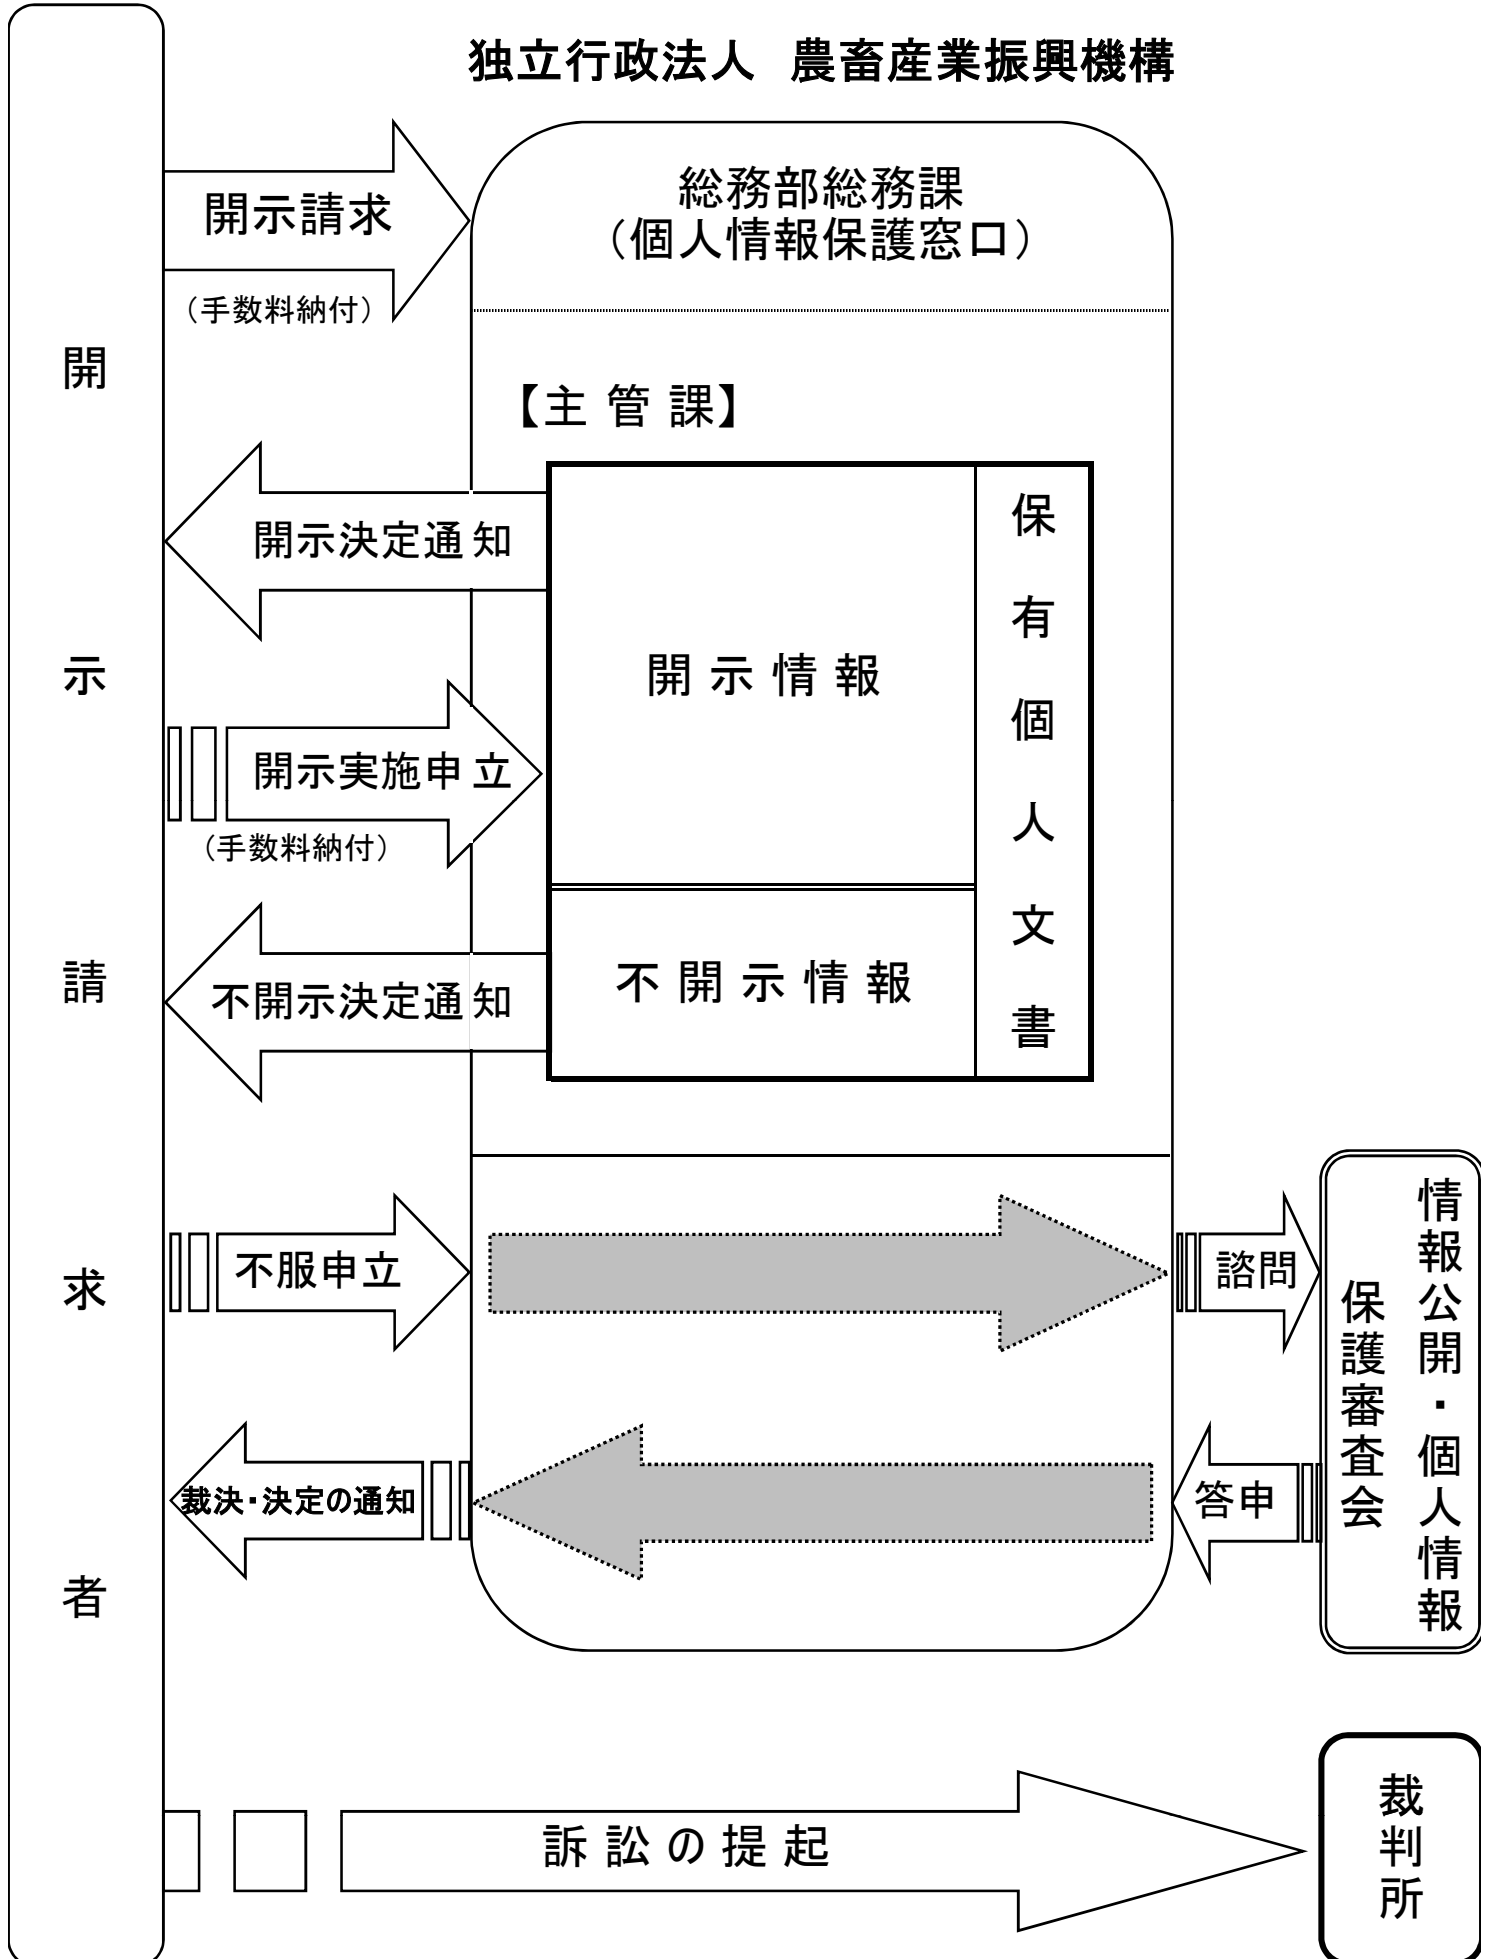 独立行政法人　農畜産業振興機構
開示請求者
開示請求
（手数料納付）
総務部総務課
（個人情報保護窓口）
【主管課】
開示決定通知
開示情報
保有個人文書
開示実施申立
（手数料納付）
不開示決定通知
不開示情報
不服申立
諮問
情報公開・個人情報
保護審査会
裁決・決定の通知
答申
訴訟の提起
裁判所